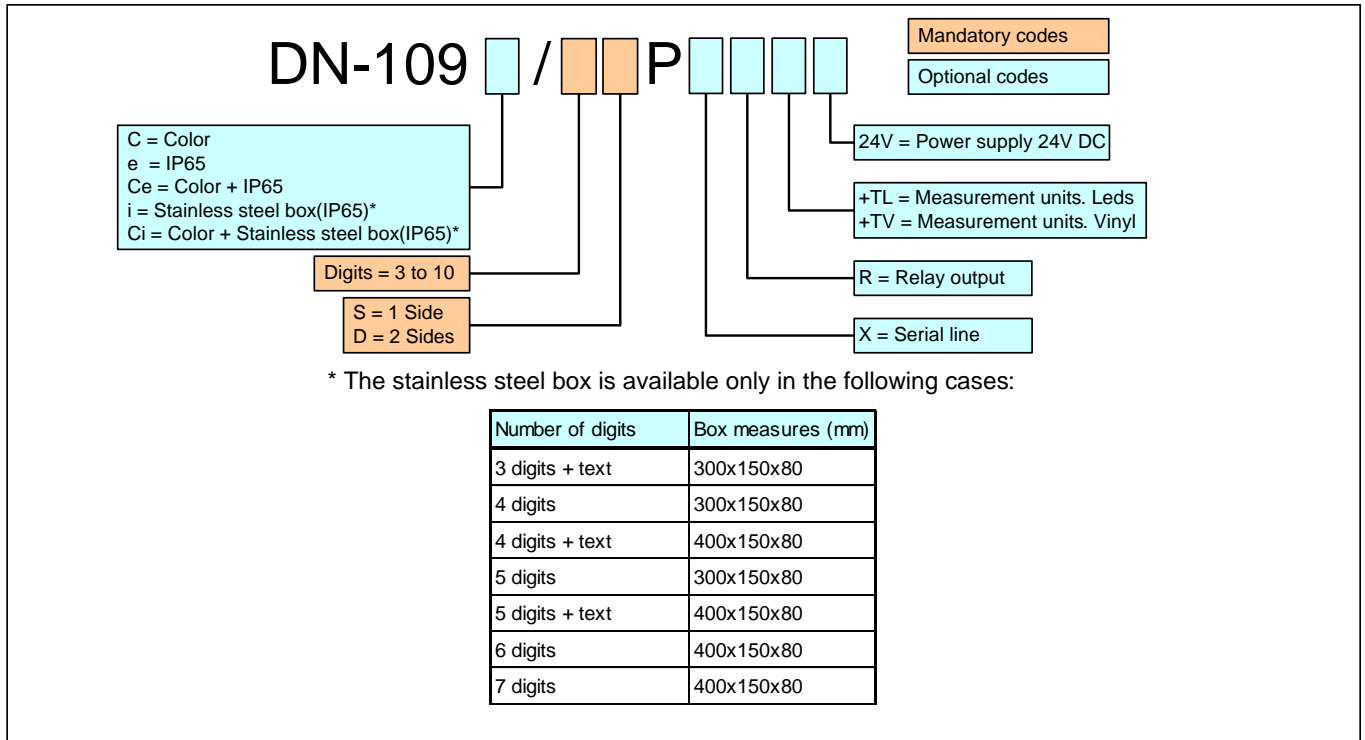 DN-109 / P
Mandatory codes
Optional codes
C = Color
e = IP65
Ce = Color + IP65
i = Stainless steel box(IP65)*
Ci = Color + Stainless steel box(IP65)*
Digits = 3 to 10
S = 1 Side
D = 2 Sides
24V = Power supply 24V DC
+TL = Measurement units. Leds
+TV = Measurement units. Vinyl
R = Relay output
X = Serial line
* The stainless steel box is available only in the following cases:
Number of digits Box measures (mm)
3 digits + text 300x150x80
4 digits 300x150x80
4 digits + text 400x150x80
5 digits 300x150x80
5 digits + text 400x150x80
6 digits 400x150x80
7 digits 400x150x80